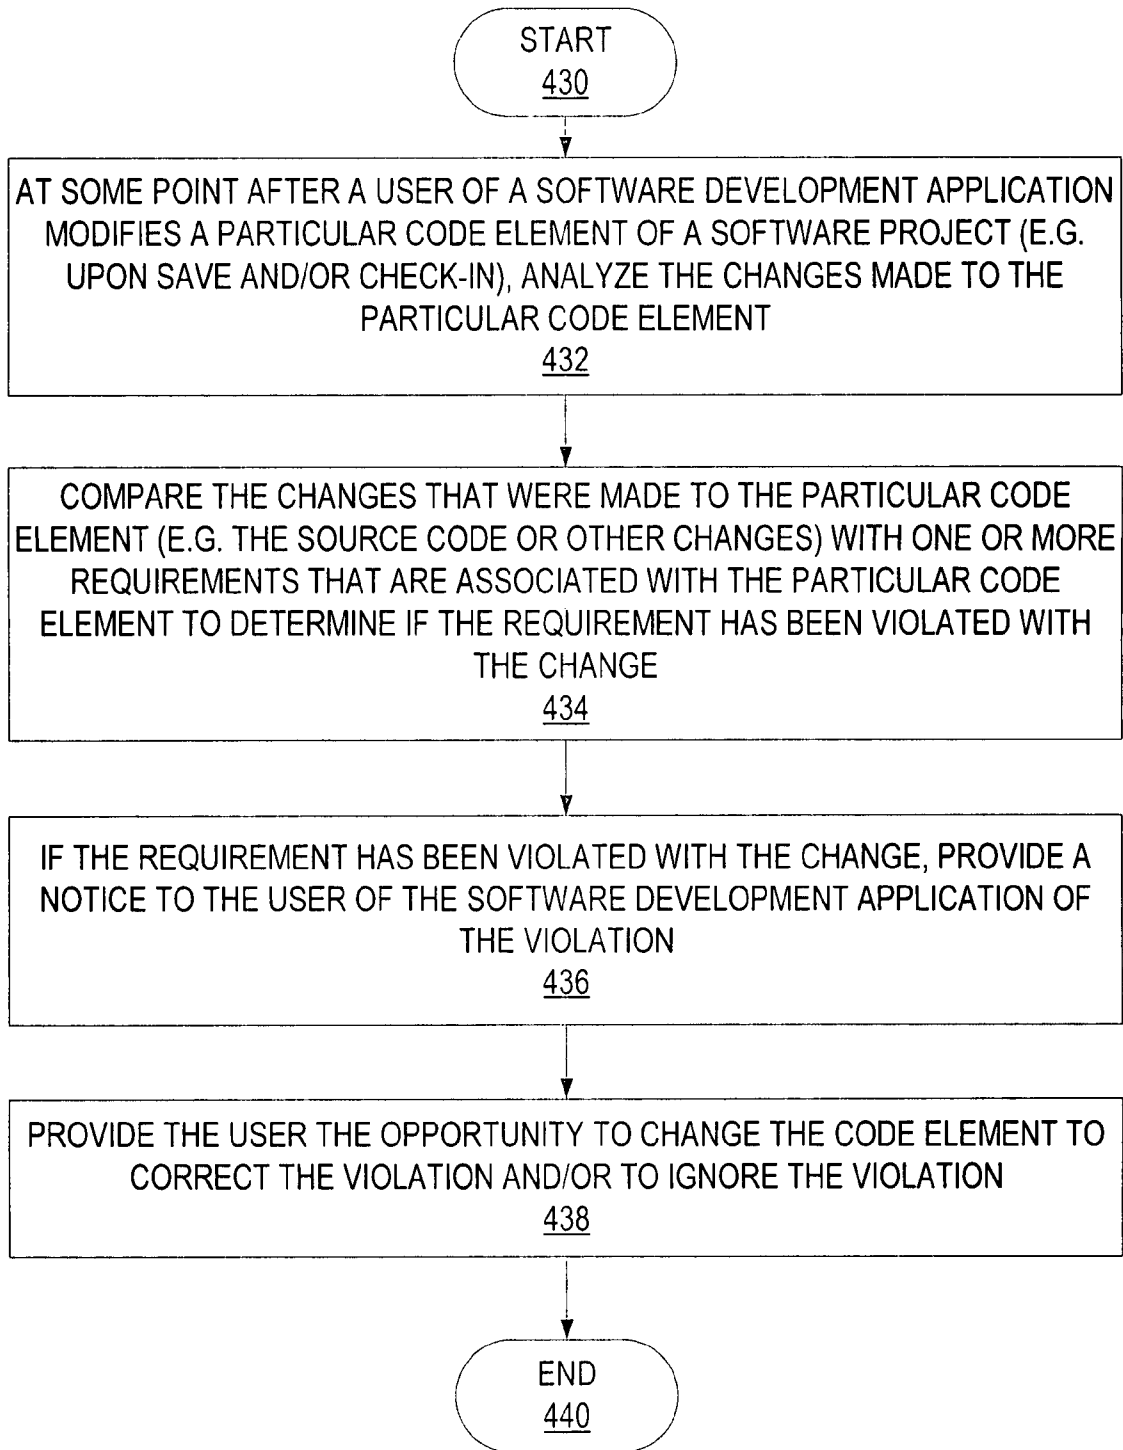 START
430
AT SOME POINT AFTER A USER OF A SOFTWARE DEVELOPMENT APPLICATION
MODIFIES A PARTICULAR CODE ELEMENT OF A SOFTWARE PROJECT (E.G.
UPON SAVE AND/OR CHECK-IN), ANALYZE THE CHANGES MADE TO THE
PARTICULAR CODE ELEMENT
432
COMPARE THE CHANGES THAT WERE MADE TO THE PARTICULAR CODE
ELEMENT (E.G. THE SOURCE CODE OR OTHER CHANGES) WITH ONE OR MORE
REQUIREMENTS THAT ARE ASSOCIATED WITH THE PARTICULAR CODE
ELEMENT TO DETERMINE IF THE REQUIREMENT HAS BEEN VIOLATED WITH
THE CHANGE
434
IF THE REQUIREMENT HAS BEEN VIOLATED WITH THE CHANGE, PROVIDE A
NOTICE TO THE USER OF THE SOFTWARE DEVELOPMENT APPLICATION OF
THE VIOLATION
436
PROVIDE THE USER THE OPPORTUNITY TO CHANGE THE CODE ELEMENT TO
CORRECT THE VIOLATION AND/OR TO IGNORE THE VIOLATION
438
END
440